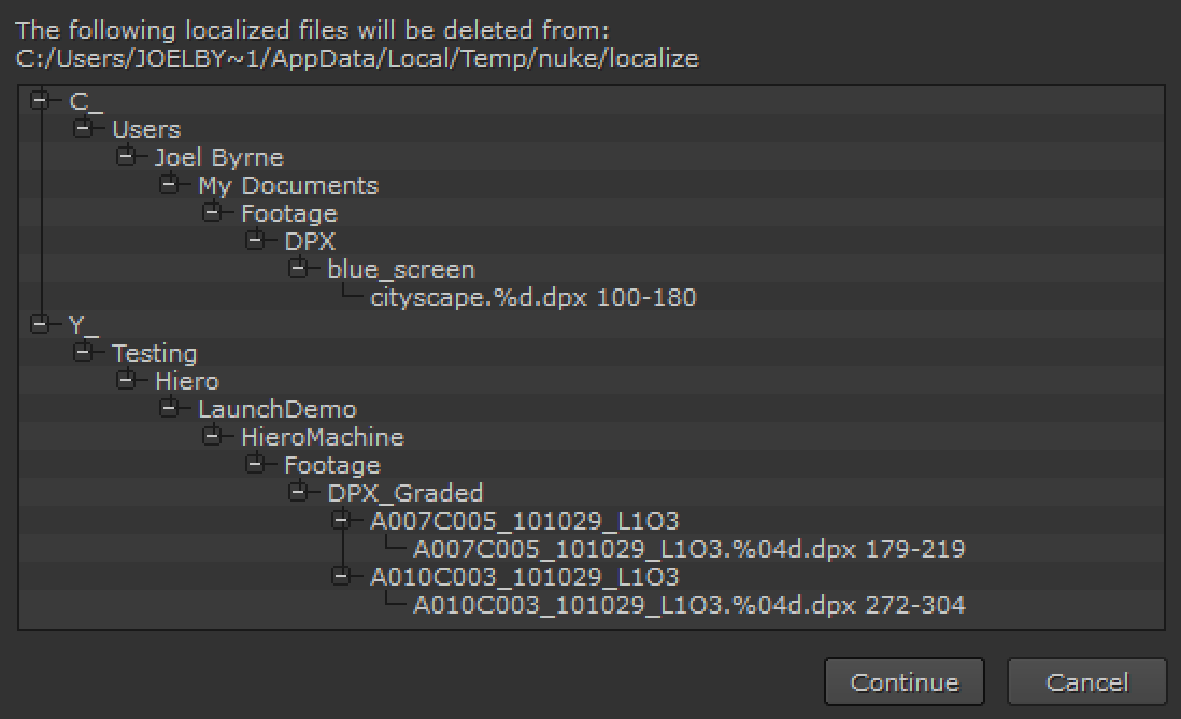 The following localized files will be deleted from:
C:/Users/JOELBY~1/AppData/Local/Temp/nuke/localize
C_
Users
Joel Byrne
My Documents
Footage
DPX
blue_screen
cityscape.%d.dpx 100-180
Y_
Testing
Hiero
LaunchDemo
HieroMachine
Footage
DPX_Graded
A007C005_101029_L1O3
A007C005_101029_L1O3.%04d.dpx 179-219
A010C003_101029_L1O3
A010C003_101029_L1O3.%04d.dpx 272-304
Continue Cancel